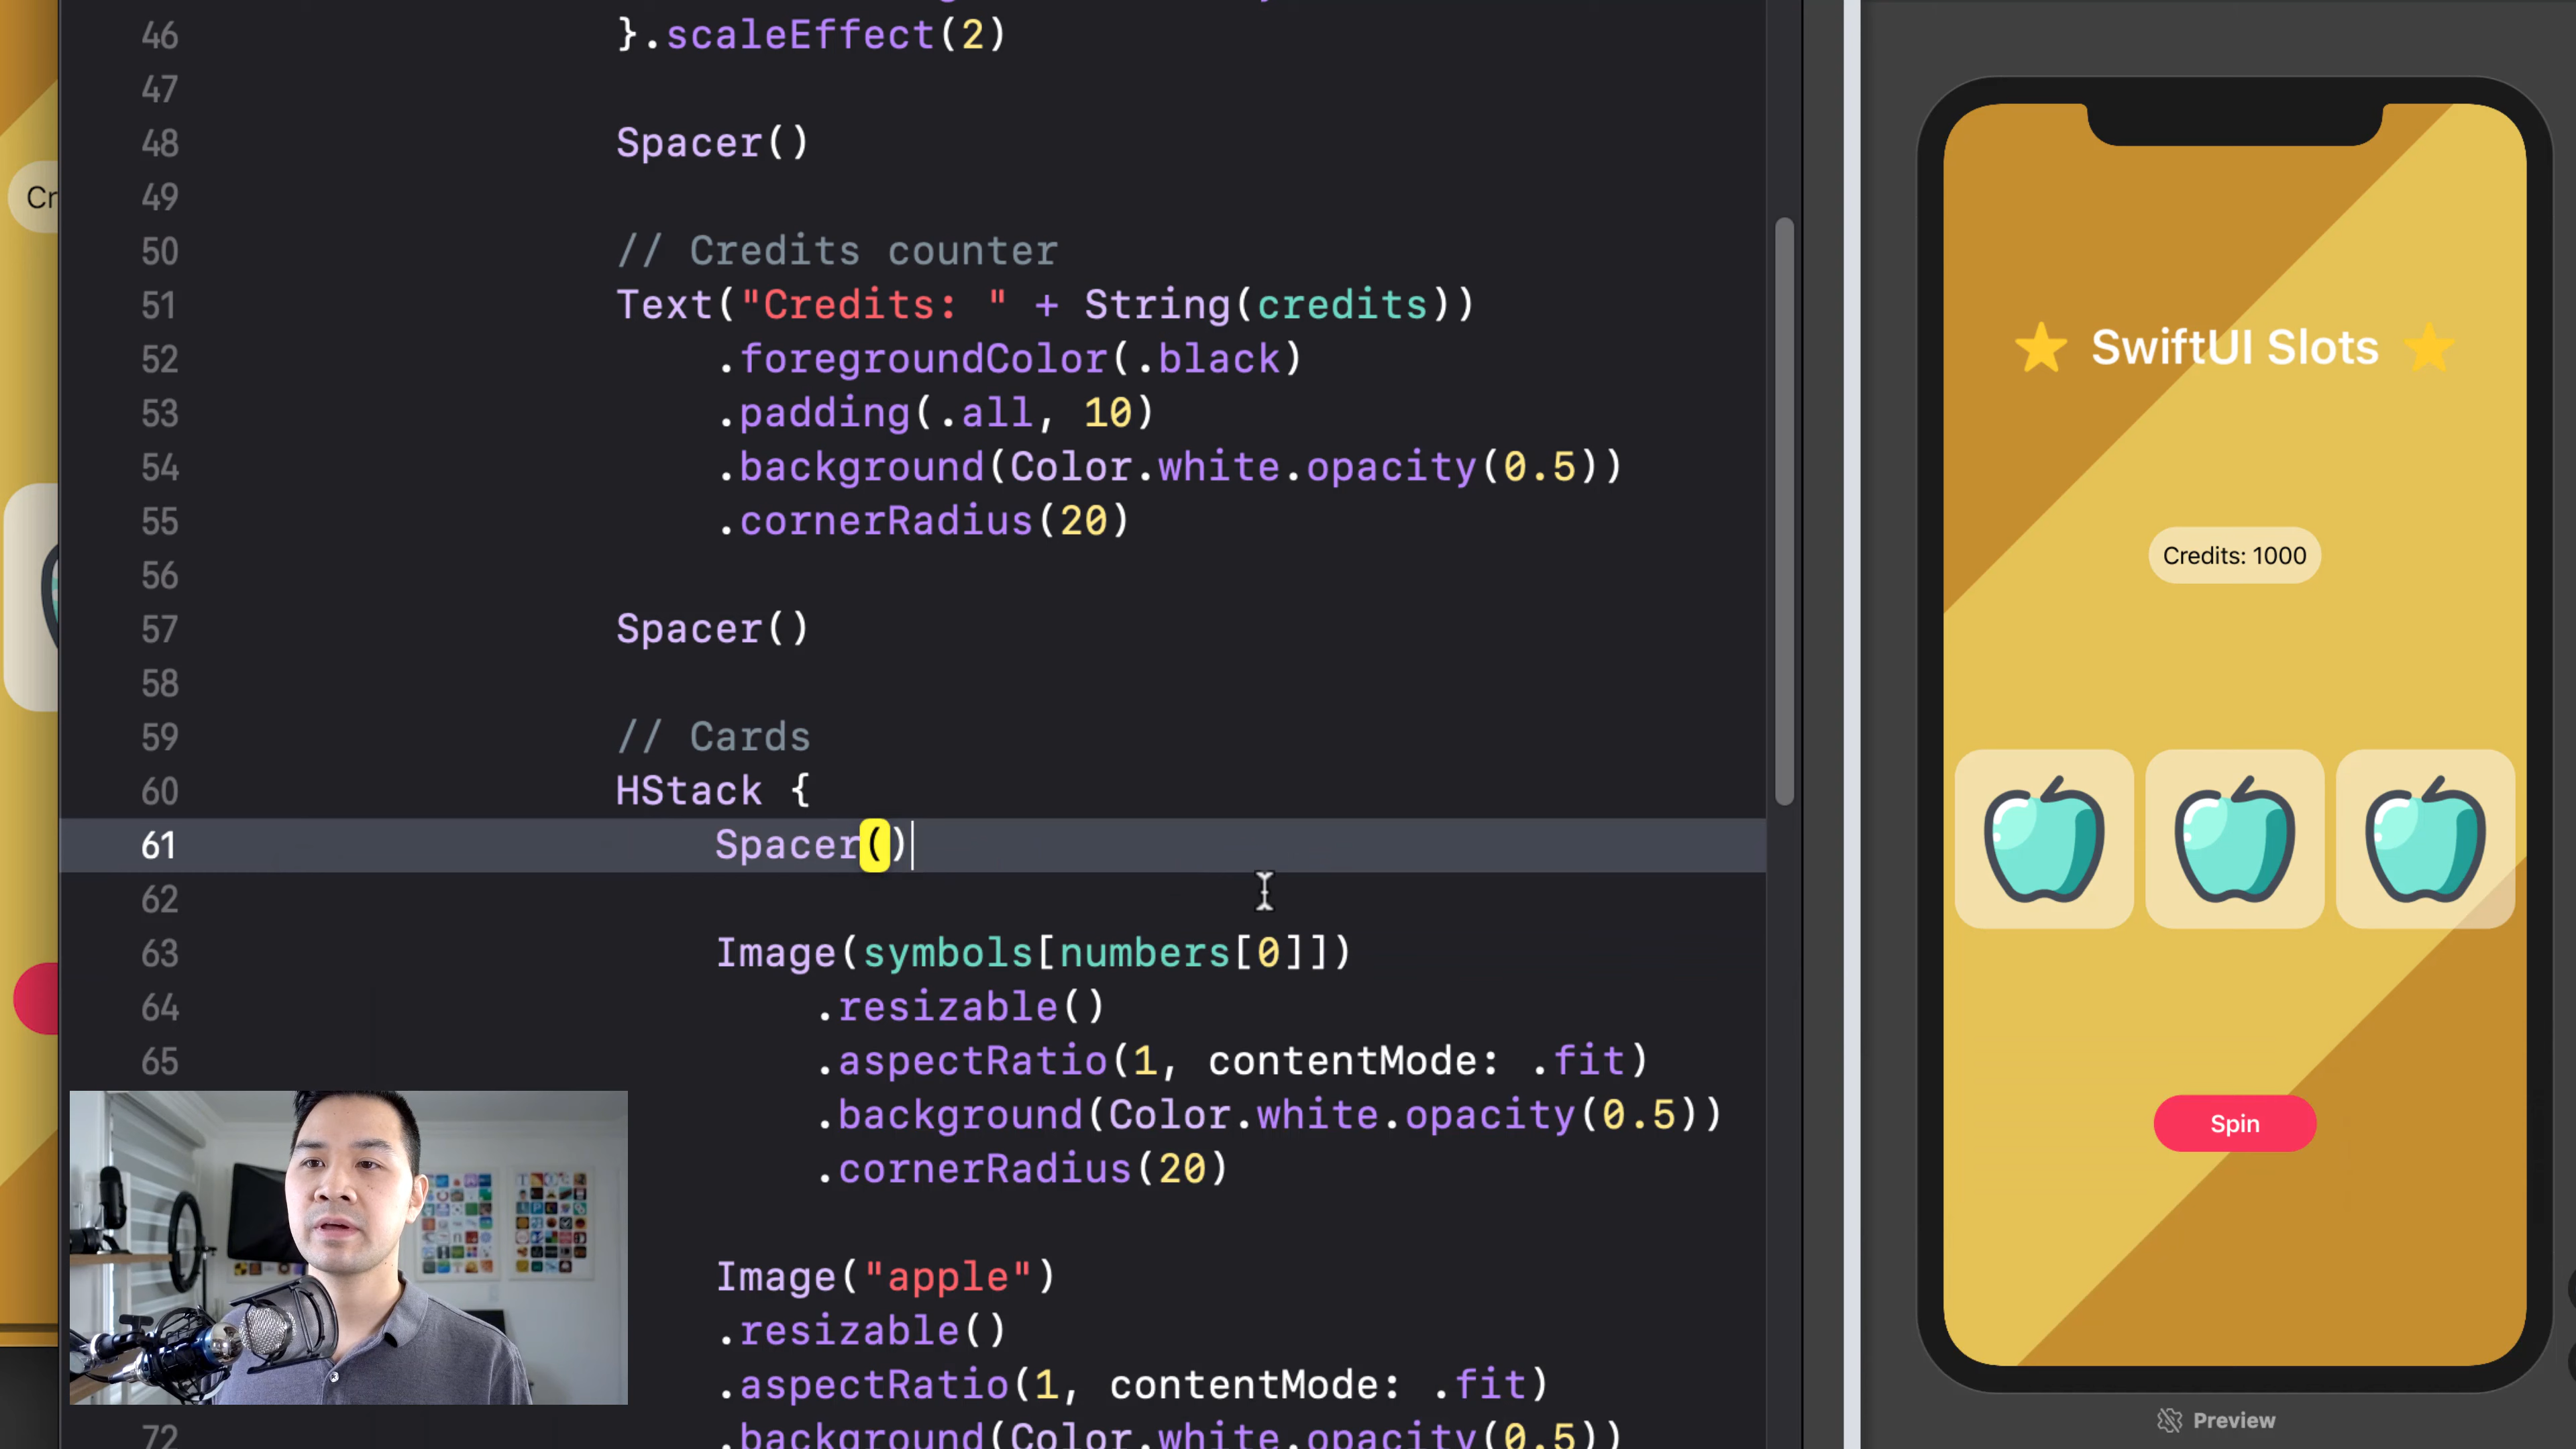 46 }.scaleEffect(2)
47
48 Spacer()
49
50 // Credits counter
51 Text("Credits: " + String(credits))
52 .foregroundColor(.black)
53 .padding(.all, 10)
54 .background(Color.white.opacity(0.5))
55 .cornerRadius(20)
56
57 Spacer()
58
59 // Cards
60 HStack {
61 Spacer()
62
63 Image(symbols[numbers[0]])
64 .resizable()
65 .aspectRatio(1, contentMode: .fit)
.background(Color.white.opacity(0.5))
.cornerRadius(20)
Image("apple")
.resizable()
.aspectRatio(1, contentMode: .fit)
72 .background(Color.white.opacity(0.5))
Cr
SwiftUI Slots
Credits: 1000
Spin
Preview